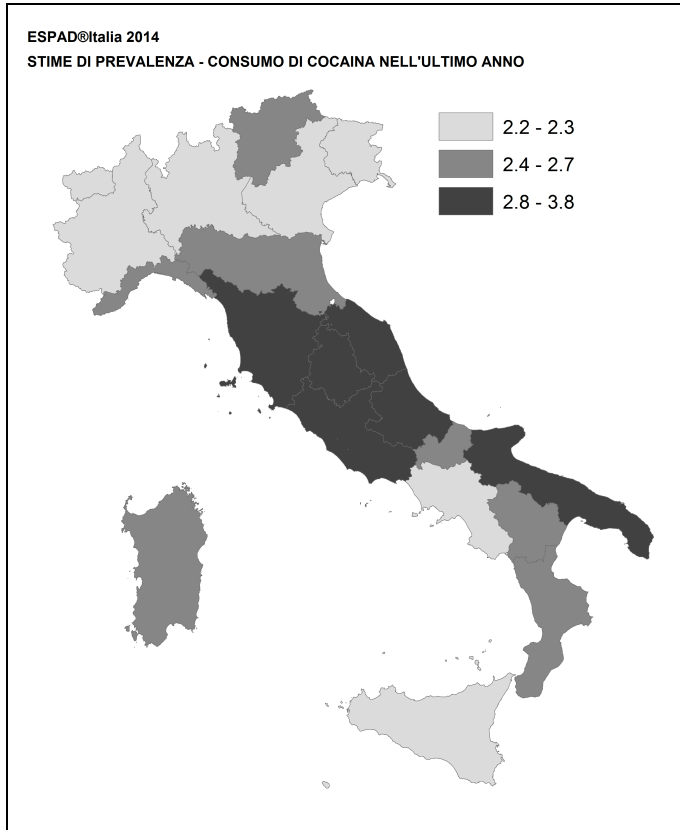 ESPAD®Italia 2014
STIME DI PREVALENZA - CONSUMO DI COCAINA NELL'ULTIMO ANNO
2.2 - 2.3
2.4 - 2.7
2.8 - 3.8